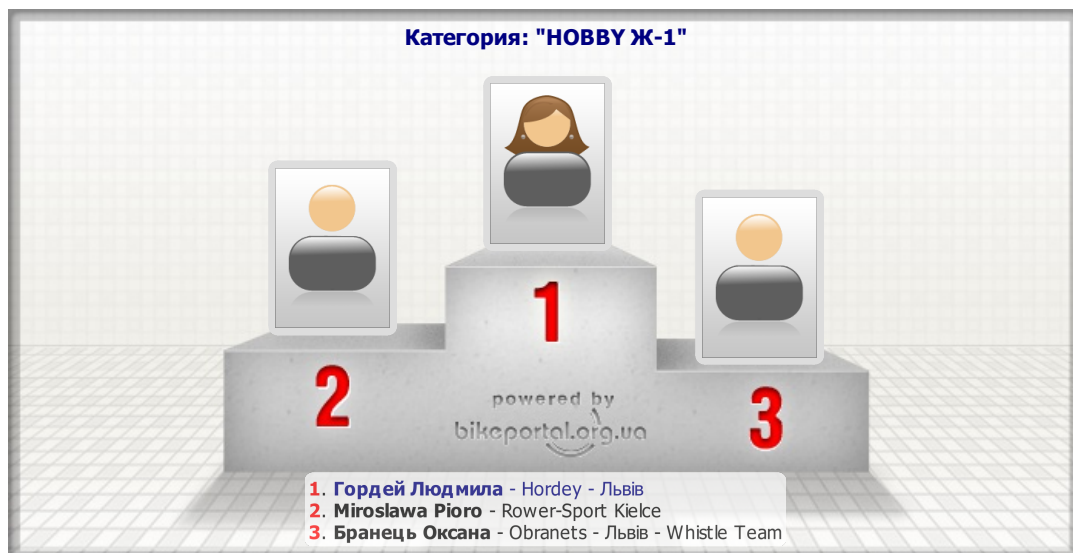 Категория: "HOBBY Ж-1"
1
2
3
powered by
bikeportal.org.ua
1. Гордей Людмила - Hordey - Львів
2. Miroslawa Pioro - Rower-Sport Kielce
3. Бранець Оксана - Obranets - Львів - Whistle Team